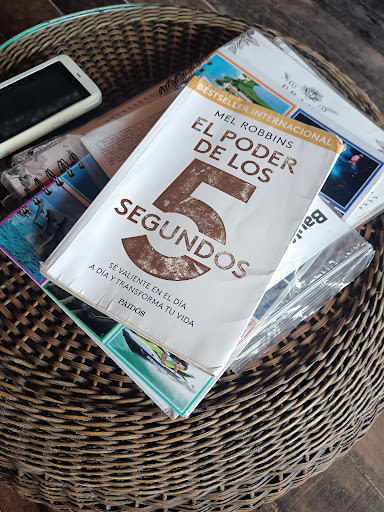 BESTSELLER INTERNACIONAL
MEL ROBBINS
EL PODER
DE LOS
5
SEGUNDOS
SE VALIENTE EN EL DÍA
A DÍA Y TRANSFORMA TU VIDA
PAIDÓS